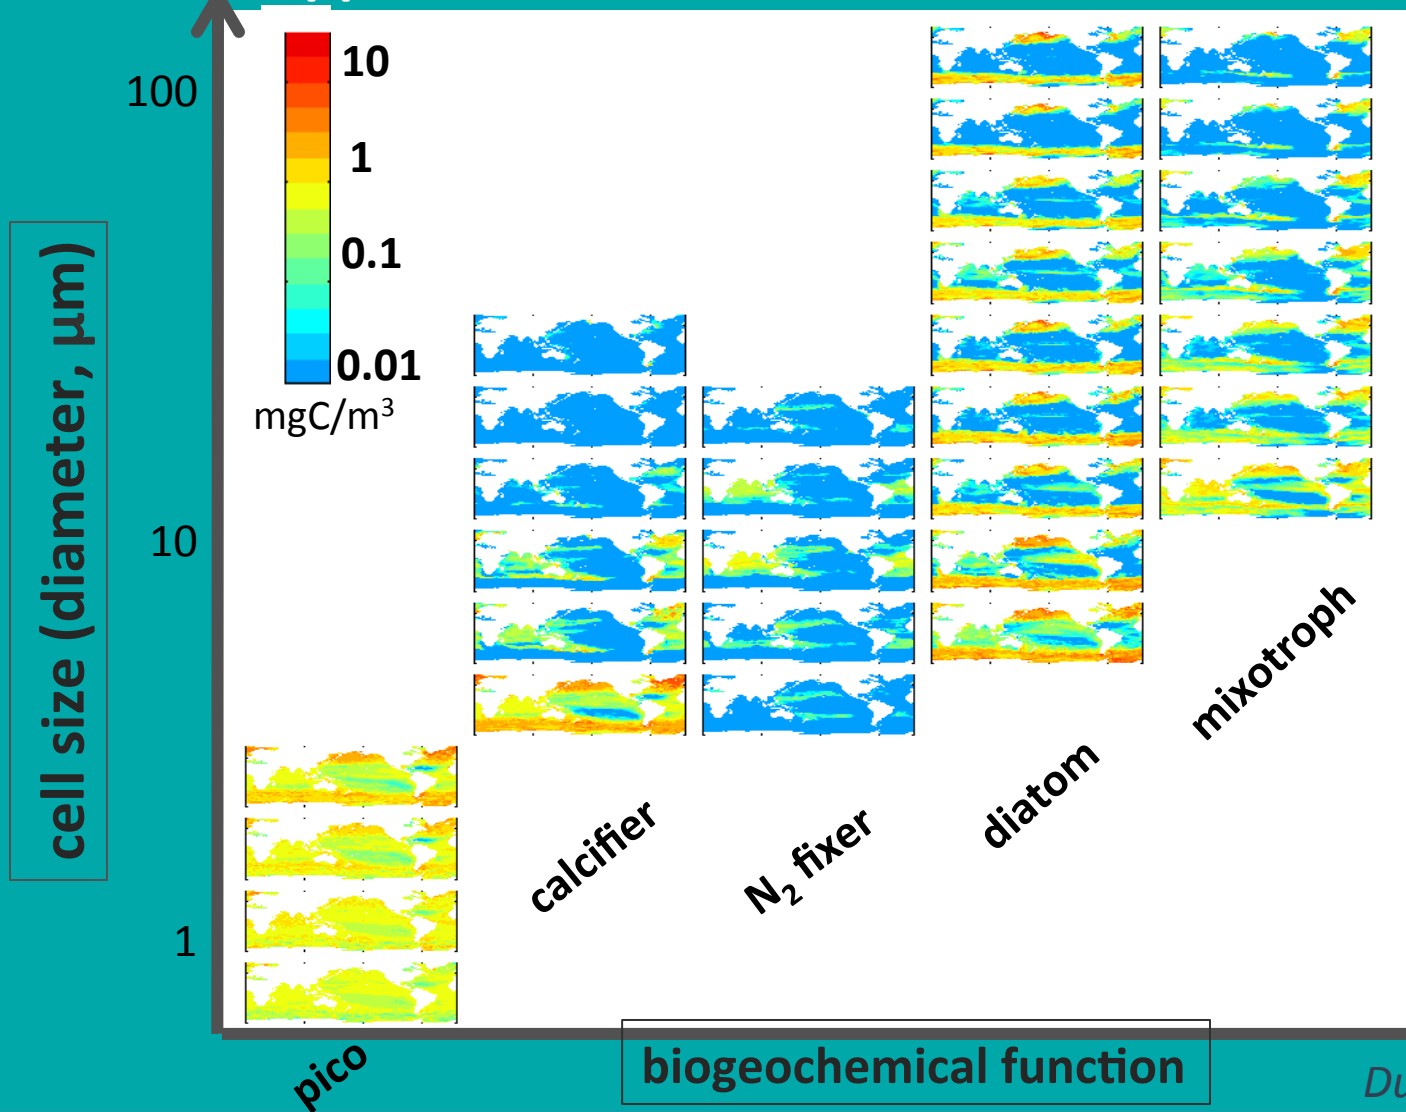 100
10
1
0.1
0.01
mgC/m³
10
1
cell size (diameter, μm)
pico
calcifier
N₂ fixer
diatom
mixotroph
biogeochemical function